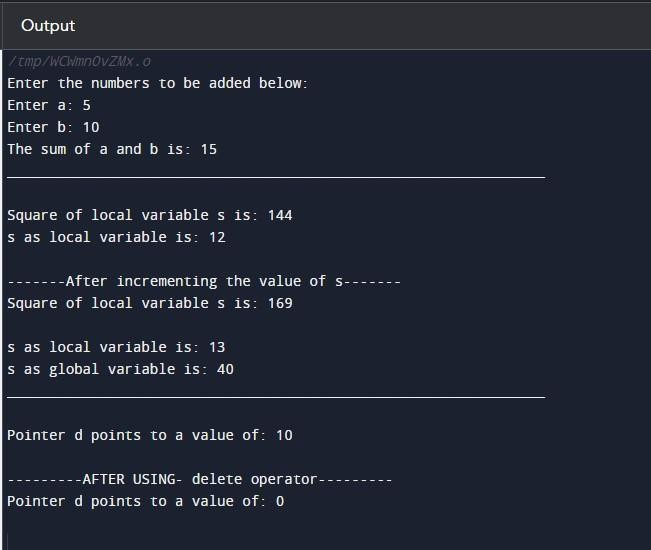 Output
/tmp/WCWmnOvZMx.o
Enter the numbers to be added below:
Enter a: 5
Enter b: 10
The sum of a and b is: 15
Square of local variable s is: 144
s as local variable is: 12
-------After incrementing the value of s-------
Square of local variable s is: 169
s as local variable is: 13
s as global variable is: 40
Pointer d points to a value of: 10
---------AFTER USING- delete operator---------
Pointer d points to a value of: 0